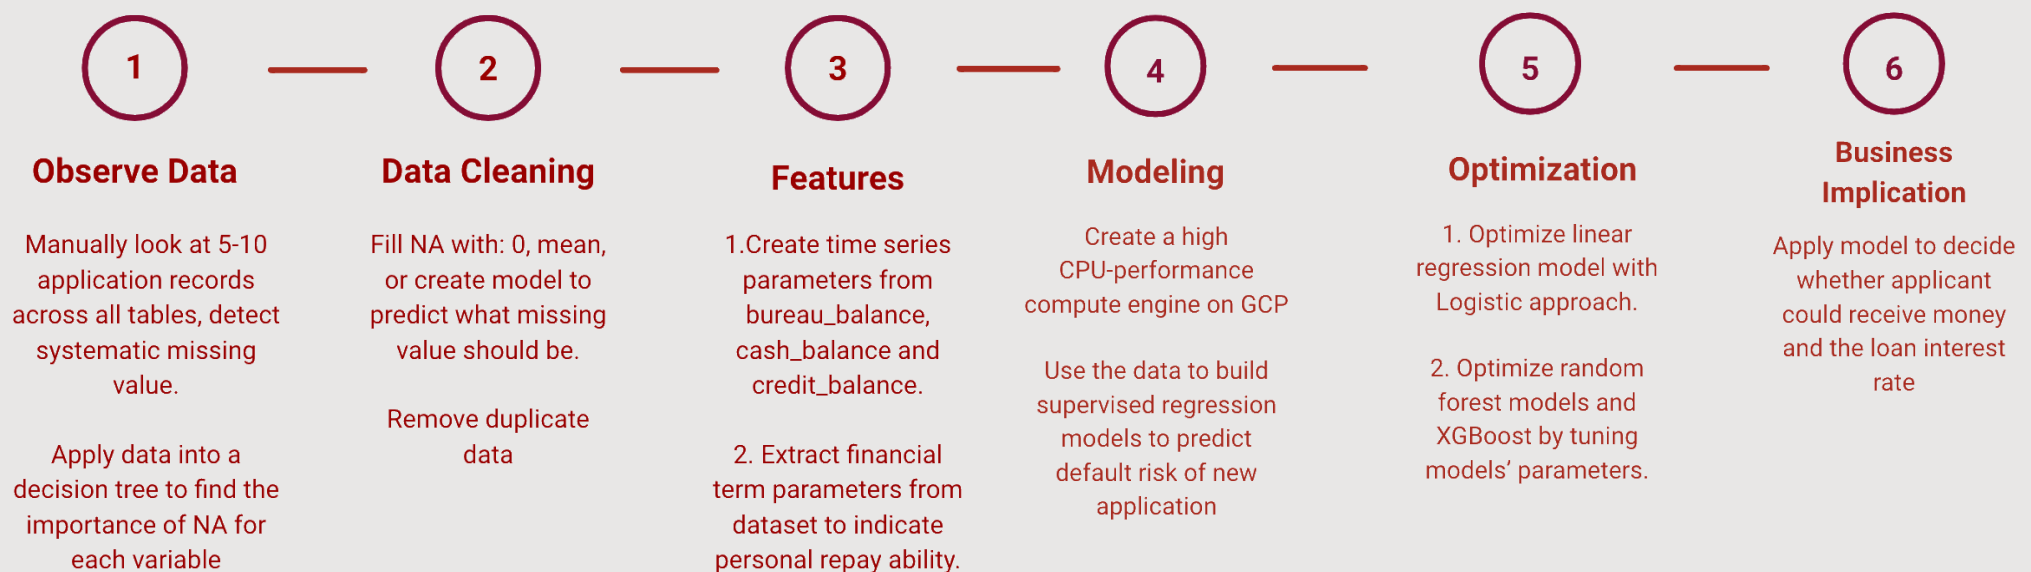 1
Observe Data
Manually look at 5-10
application records
across all tables, detect
systematic missing
value.
Apply data into a
decision tree to find the
importance of NA for
each variable
2
Data Cleaning
Fill NA with: 0, mean,
or create model to
predict what missing
value should be.
Remove duplicate
data
3
Features
1.Create time series
parameters from
bureau_balance,
cash_balance and
credit_balance.
2. Extract financial
term parameters from
dataset to indicate
personal repay ability.
4
Modeling
Create a high
CPU-performance
compute engine on GCP
Use the data to build
supervised regression
models to predict
default risk of new
application
5
Optimization
1. Optimize linear
regression model with
Logistic approach.
2. Optimize random
forest models and
XGBoost by tuning
models’ parameters.
6
Business
Implication
Apply model to decide
whether applicant
could receive money
and the loan interest
rate